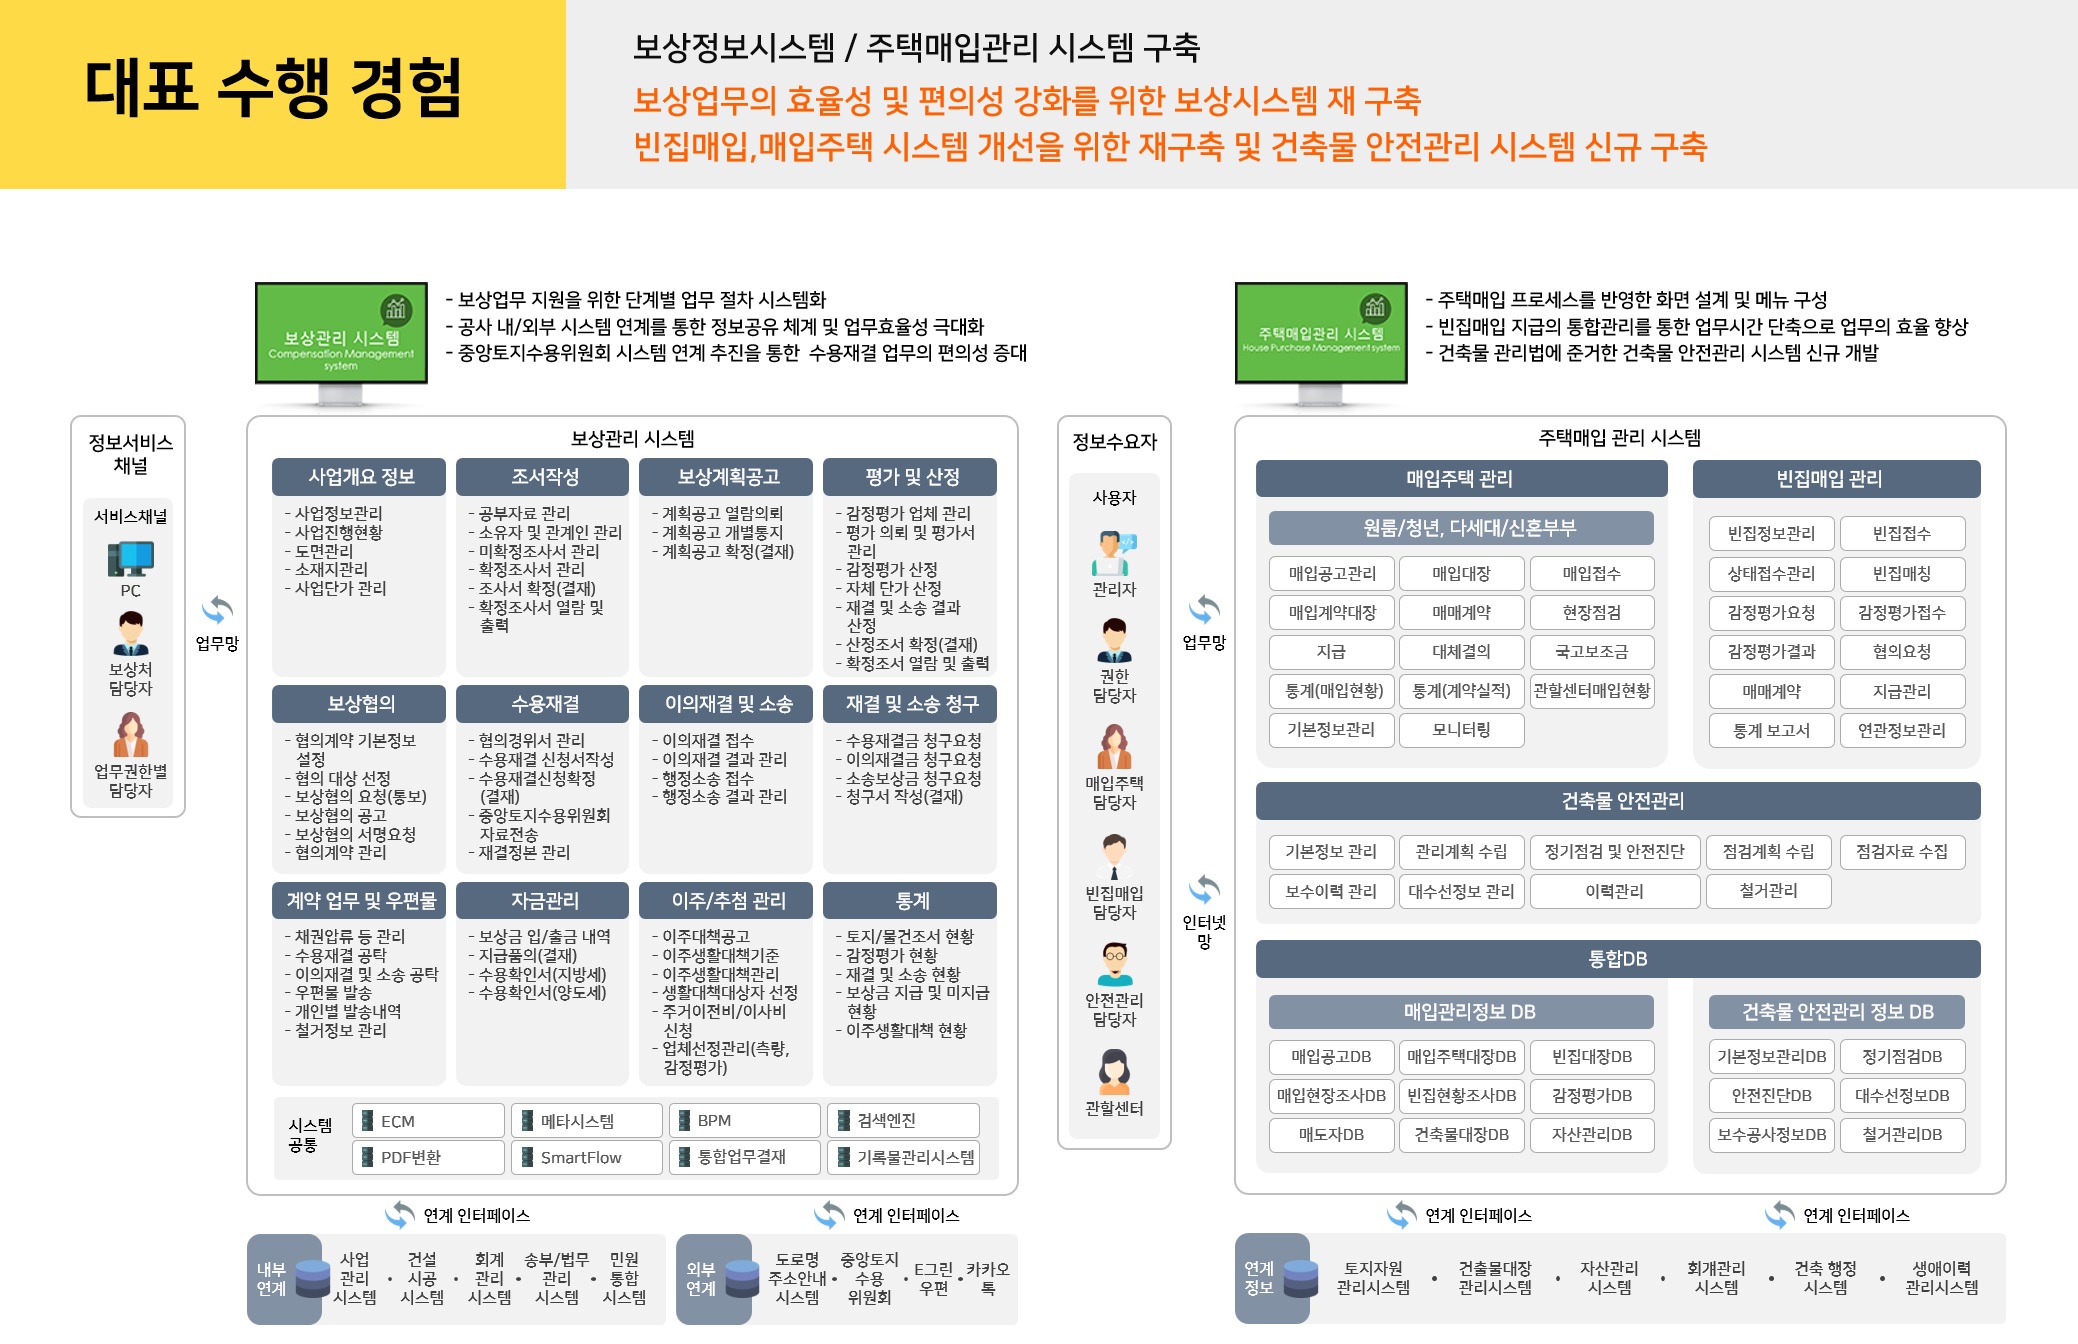 대표 수행 경험
보상정보시스템 / 주택매입관리 시스템 구축
보상업무의 효율성 및 편의성 강화를 위한 보상시스템 재 구축
빈집매입,매입주택 시스템 개선을 위한 재구축 및 건축물 안전관리 시스템 신규 구축
보상관리 시스템
Compensation Management
system
- 보상업무 지원을 위한 단계별 업무 절차 시스템화
- 공사 내/외부 시스템 연계를 통한 정보공유 체계 및 업무효율성 극대화
- 중앙토지수용위원회 시스템 연계 추진을 통한 수용재결 업무의 편의성 증대
정보서비스
채널
서비스채널
PC
보상처
담당자
업무권한별
담당자
업무망
보상관리 시스템
사업개요 정보
- 사업정보관리
- 사업진행현황
- 도면관리
- 소재지관리
- 사업단가 관리
조서작성
- 공부자료 관리
- 소유자 및 관계인 관리
- 미확정조사서 관리
- 확정조사서 관리
- 조사서 확정(결재)
- 확정조사서 열람 및
출력
보상계획공고
- 계획공고 열람의뢰
- 계획공고 개별통지
- 계획공고 확정(결재)
평가 및 산정
- 감정평가 업체 관리
- 평가 의뢰 및 평가서
관리
- 감정평가 산정
- 자체 단가 산정
- 재결 및 소송 결과
산정
- 산정조서 확정(결재)
- 확정조서 열람 및 출력
보상협의
- 협의계약 기본정보
설정
- 협의 대상 선정
- 보상협의 요청(통보)
- 보상협의 공고
- 보상협의 서명요청
- 협의계약 관리
수용재결
- 협의경위서 관리
- 수용재결 신청서작성
- 수용재결신청확정
(결재)
- 중앙토지수용위원회
자료전송
- 재결정본 관리
이의재결 및 소송
- 이의재결 접수
- 이의재결 결과 관리
- 행정소송 접수
- 행정소송 결과 관리
재결 및 소송 청구
- 수용재결금 청구요청
- 이의재결금 청구요청
- 소송보상금 청구요청
- 청구서 작성(결재)
계약 업무 및 우편물
- 채권압류 등 관리
- 수용재결 공탁
- 이의재결 및 소송 공탁
- 우편물 발송
- 개인별 발송내역
- 철거정보 관리
자금관리
- 보상금 입/출금 내역
- 지급품의(결재)
- 수용확인서(지방세)
- 수용확인서(양도세)
이주/추첨 관리
- 이주대책공고
- 이주생활대책기준
- 이주생활대책관리
- 생활대책대상자 선정
- 주거이전비/이사비
신청
- 업체선정관리(측량,
감정평가)
통계
- 토지/물건조서 현황
- 감정평가 현황
- 재결 및 소송 현황
- 보상금 지급 및 미지급
현황
- 이주생활대책 현황
시스템
공통
ECM
메타시스템
BPM
검색엔진
PDF변환
SmartFlow
통합업무결재
기록물관리시스템
연계 인터페이스
연계 인터페이스
내부
연계
사업
관리
시스템
•
건설
시공
시스템
•
회계
관리
시스템
•
송부/법무
관리
시스템
•
민원
통합
시스템
외부
연계
도로명
주소안내
시스템
•
중앙토지
수용
위원회
•
E그린
우편
•
카카오
톡
주택매입관리 시스템
House Purchase Management system
- 주택매입 프로세스를 반영한 화면 설계 및 메뉴 구성
- 빈집매입 지급의 통합관리를 통한 업무시간 단축으로 업무의 효율 향상
- 건축물 관리법에 준거한 건축물 안전관리 시스템 신규 개발
정보수요자
사용자
관리자
권한
담당자
매입주택
담당자
빈집매입
담당자
안전관리
담당자
관할센터
업무망
인터넷
망
주택매입 관리 시스템
매입주택 관리
원룸/청년, 다세대/신혼부부
매입공고관리
매입대장
매입접수
매입계약대장
매매계약
현장점검
지급
대체결의
국고보조금
통계(매입현황)
통계(계약실적)
관할센터매입현황
기본정보관리
모니터링
빈집매입 관리
빈집정보관리
빈집접수
상태접수관리
빈집매칭
감정평가요청
감정평가접수
감정평가결과
협의요청
매매계약
지급관리
통계 보고서
연관정보관리
건축물 안전관리
기본정보 관리
관리계획 수립
정기점검 및 안전진단
점검계획 수립
점검자료 수집
보수이력 관리
대수선정보 관리
이력관리
철거관리
통합DB
매입관리정보 DB
매입공고DB
매입주택대장DB
빈집대장DB
매입현장조사DB
빈집현황조사DB
감정평가DB
매도자DB
건축물대장DB
자산관리DB
건축물 안전관리 정보 DB
기본정보관리DB
정기점검DB
안전진단DB
대수선정보DB
보수공사정보DB
철거관리DB
연계 인터페이스
연계 인터페이스
연계
정보
토지자원
관리시스템
•
건출물대장
관리시스템
•
자산관리
시스템
•
회개관리
시스템
•
건축 행정
시스템
•
생애이력
관리시스템